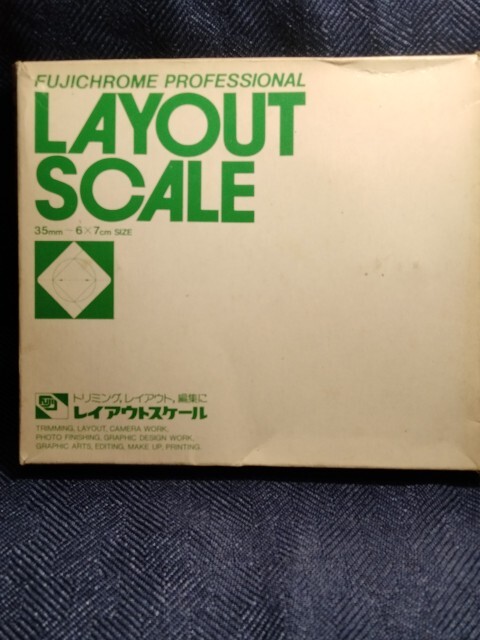 FUJICHROME PROFESSIONAL
LAYOUT
SCALE
35mm~6×7cm SIZE
FUJI
トリミング,レイアウト,編集に
レイアウトスケール
TRIMMING, LAYOUT, CAMERA WORK,
PHOTO FINISHING, GRAPHIC DESIGN WORK,
GRAPHIC ARTS, EDITING, MAKE UP, PRINTING.